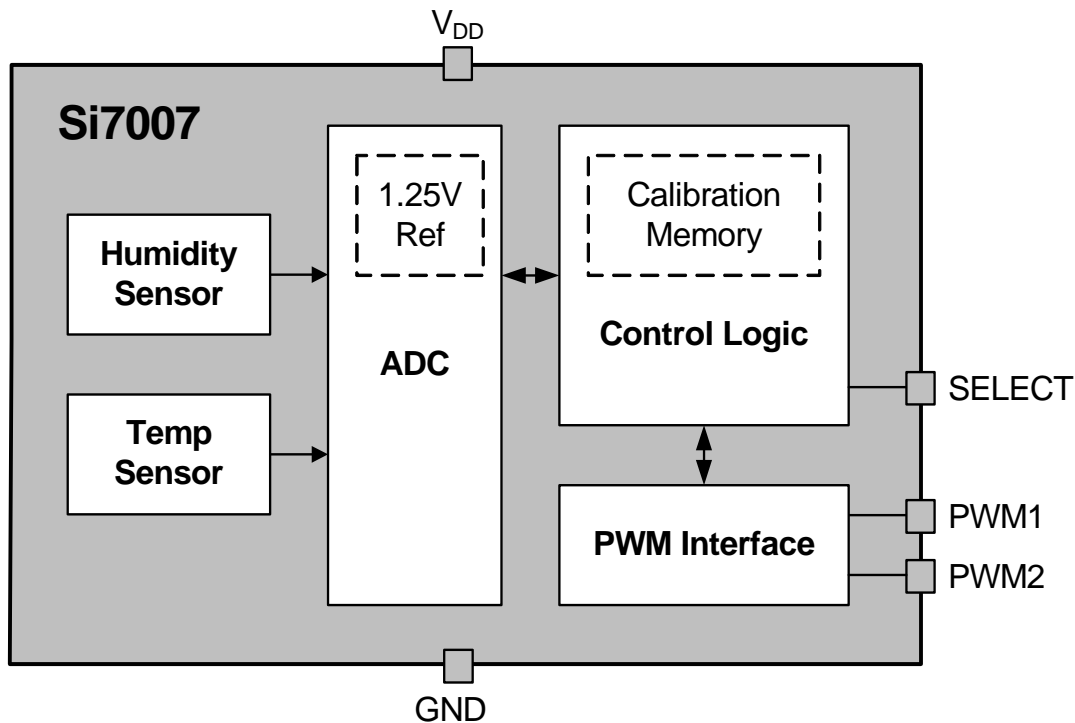 VDD
Si7007
1.25V
Ref
Calibration
Memory
Humidity
Sensor
Control Logic
ADC
SELECT
Temp
Sensor
PWM1
PWM Interface
PWM2
GND